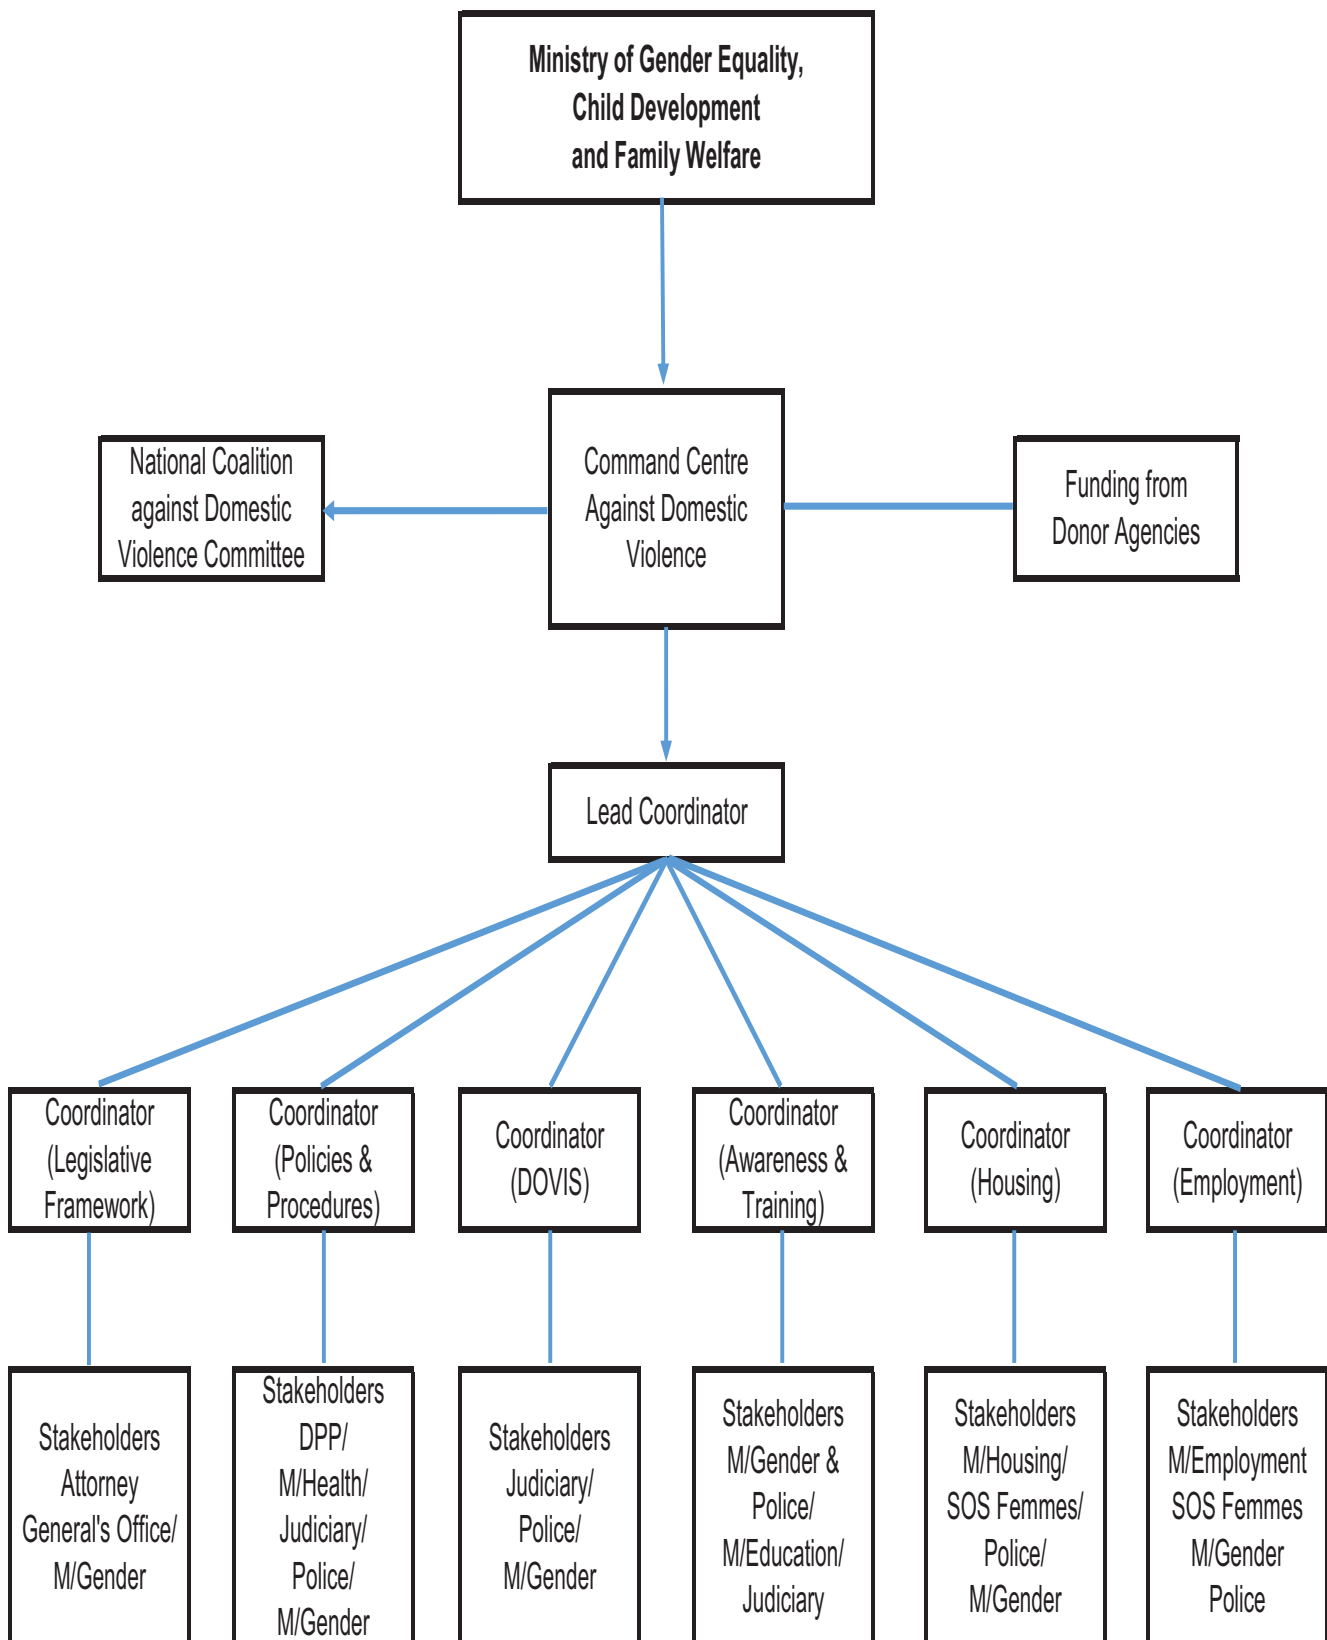 Ministry of Gender Equality,
Child Development
and Family Welfare
National Coalition
against Domestic
Violence Committee
Command Centre
Against Domestic
Violence
Funding from
Donor Agencies
Lead Coordinator
Coordinator
(Legislative
Framework)
Coordinator
(Policies &
Procedures)
Coordinator
(DOVIS)
Coordinator
(Awareness &
Training)
Coordinator
(Housing)
Coordinator
(Employment)
Stakeholders
Attorney
General's Office/
M/Gender
Stakeholders
DPP/
M/Health/
Judiciary/
Police/
M/Gender
Stakeholders
Judiciary/
Police/
M/Gender
Stakeholders
M/Gender &
Police/
M/Education/
Judiciary
Stakeholders
M/Housing/
SOS Femmes/
Police/
M/Gender
Stakeholders
M/Employment
SOS Femmes
M/Gender
Police